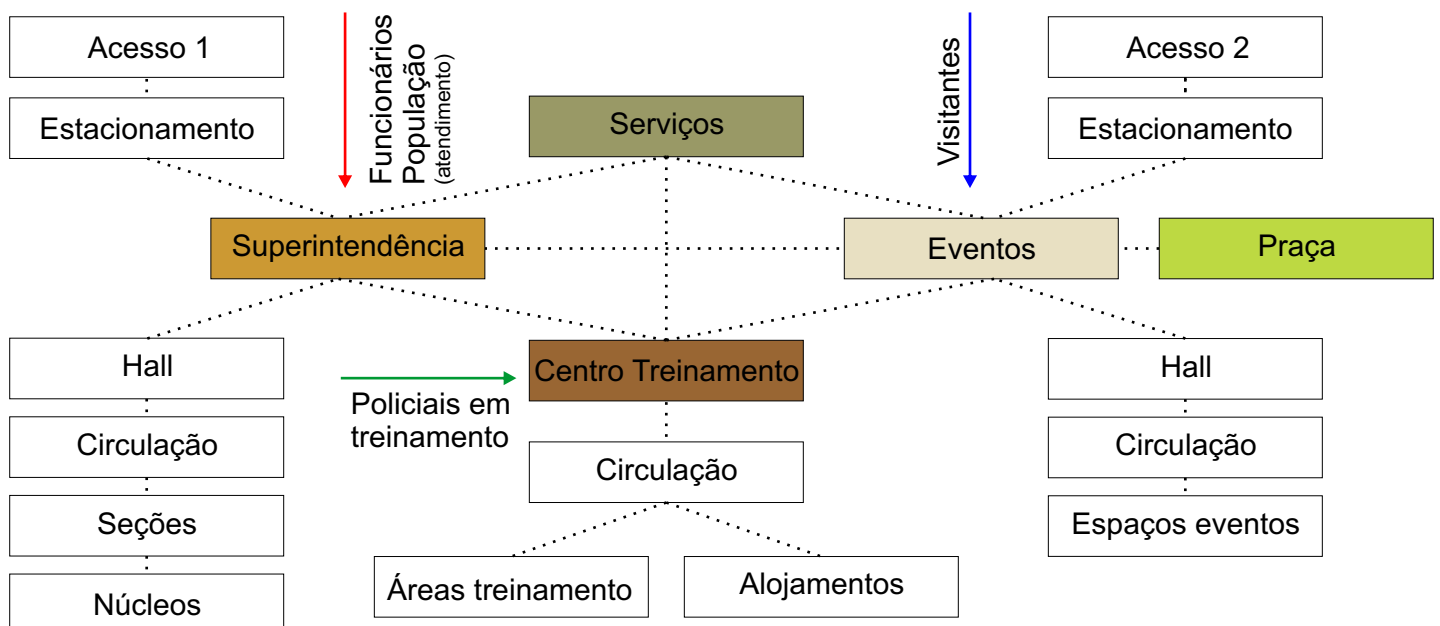 Acesso 1
Estacionamento
Funcionários
População
(atendimento)
Serviços
Visitantes
Acesso 2
Estacionamento
Superintendência
Eventos
Praça
Hall
Circulação
Seções
Núcleos
Policiais em
treinamento
Centro Treinamento
Circulação
Áreas treinamento
Alojamentos
Hall
Circulação
Espaços eventos